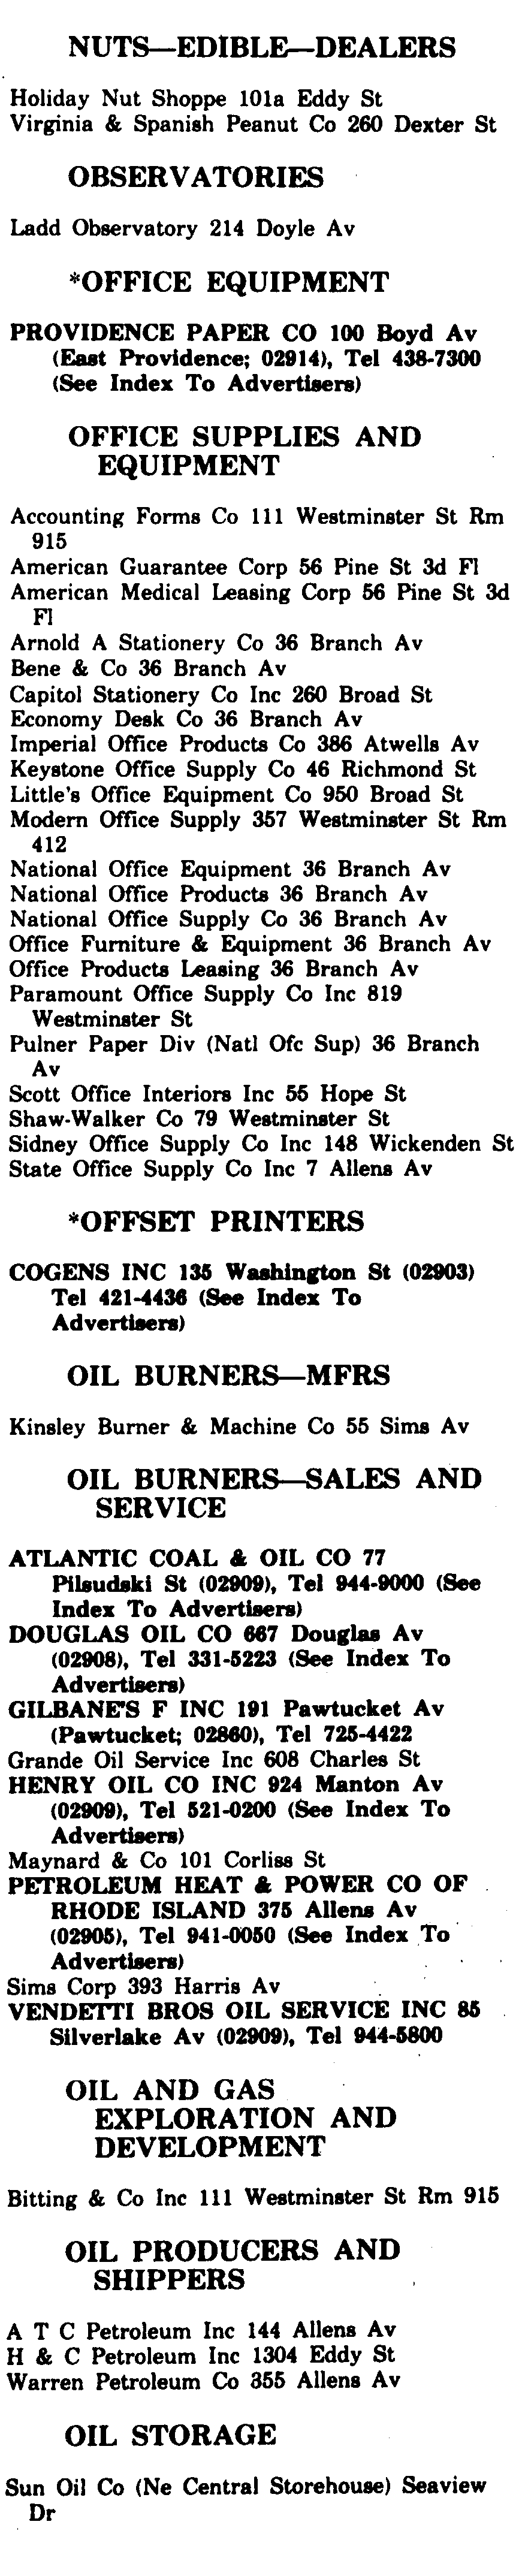 NUTS—EDIBLE—DEALERS
Holiday Nut Shoppe 101a Eddy St
Virginia & Spanish Peanut Co 260 Dexter St
OBSERVATORIES
Ladd Observatory 214 Doyle Av
*OFFICE EQUIPMENT
PROVIDENCE PAPER CO 100 Boyd Av
(East Providence; 02914), Tel 438-7300
(See Index To Advertisers)
OFFICE SUPPLIES AND
EQUIPMENT
Accounting Forms Co 111 Westminster St Rm
915
American Guarantee Corp 56 Pine St 3d Fl
American Medical Leasing Corp 56 Pine St 3d
Fl
Arnold A Stationery Co 36 Branch Av
Bene & Co 36 Branch Av
Capitol Stationery Co Inc 260 Broad St
Economy Desk Co 36 Branch Av
Imperial Office Products Co 386 Atwells Av
Keystone Office Supply Co 46 Richmond St
Little's Office Equipment Co 950 Broad St
Modern Office Supply 357 Westminster St Rm
412
National Office Equipment 36 Branch Av
National Office Products 36 Branch Av
National Office Supply Co 36 Branch Av
Office Furniture & Equipment 36 Branch Av
Office Products Leasing 36 Branch Av
Paramount Office Supply Co Inc 819
Westminster St
Pulner Paper Div (Natl Ofc Sup) 36 Branch
Av
Scott Office Interiors Inc 55 Hope St
Shaw-Walker Co 79 Westminster St
Sidney Office Supply Co Inc 148 Wickenden St
State Office Supply Co Inc 7 Allens Av
*OFFSET PRINTERS
COGENS INC 135 Washington St (02903)
Tel 421-4436 (See Index To
Advertisers)
OIL BURNERS—MFRS
Kinsley Burner & Machine Co 55 Sims Av
OIL BURNERS—SALES AND
SERVICE
ATLANTIC COAL & OIL CO 77
Pilsudski St (02909), Tel 944-9000 (See
Index To Advertisers)
DOUGLAS OIL CO 667 Douglas Av
(02908), Tel 331-5223 (See Index To
Advertisers)
GILBANE'S F INC 191 Pawtucket Av
(Pawtucket; 02860), Tel 725-4422
Grande Oil Service Inc 608 Charles St
HENRY OIL CO INC 924 Manton Av
(02909), Tel 521-0200 (See Index To
Advertisers)
Maynard & Co 101 Corliss St
PETROLEUM HEAT & POWER CO OF
RHODE ISLAND 375 Allens Av
(02905), Tel 941-0050 (See Index To
Advertisers)
Sims Corp 393 Harris Av
VENDETTI BROS OIL SERVICE INC 85
Silverlake Av (02909), Tel 944-5800
OIL AND GAS
EXPLORATION AND
DEVELOPMENT
Bitting & Co Inc 111 Westminster St Rm 915
OIL PRODUCERS AND
SHIPPERS
A T C Petroleum Inc 144 Allens Av
H & C Petroleum Inc 1304 Eddy St
Warren Petroleum Co 355 Allens Av
OIL STORAGE
Sun Oil Co (Ne Central Storehouse) Seaview
Dr